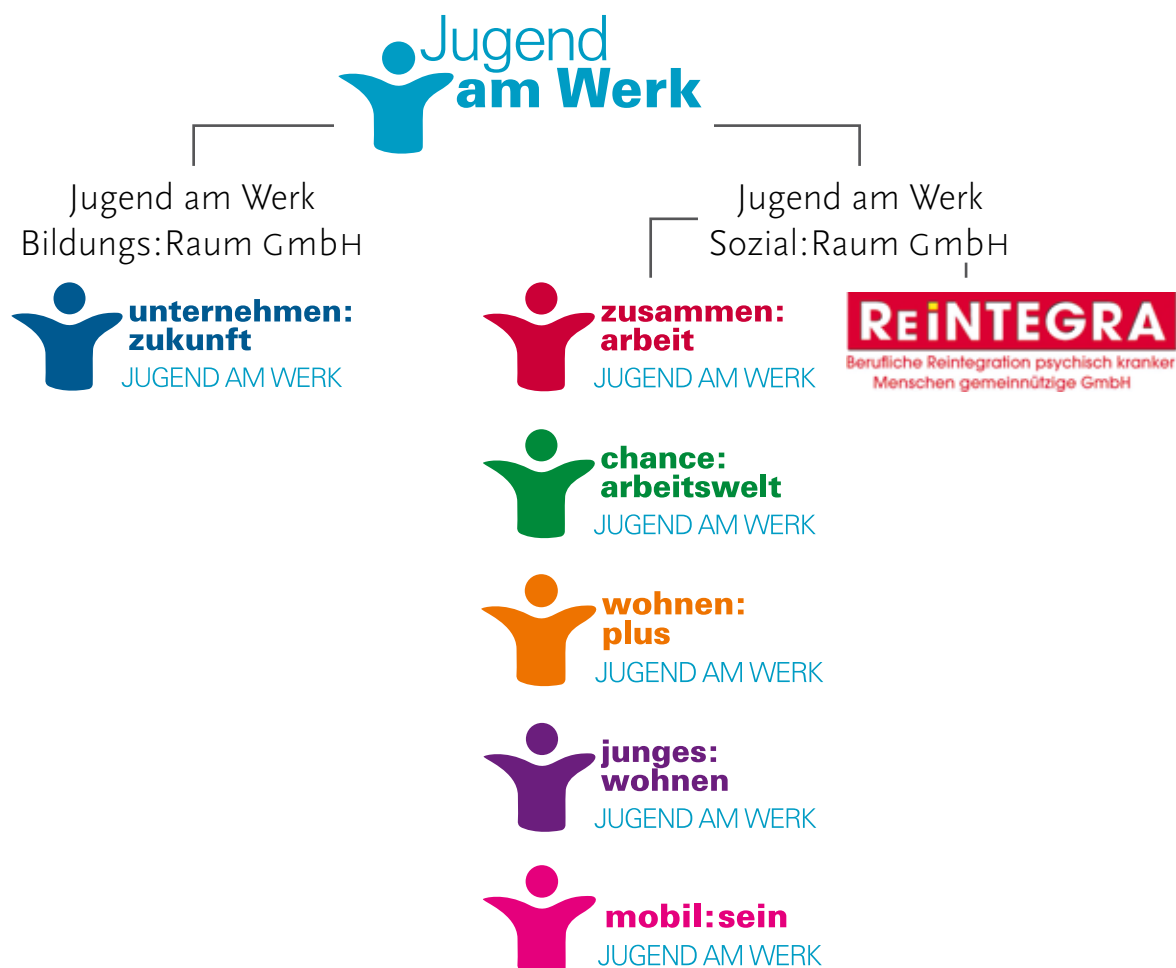 Jugend
am Werk
Jugend am Werk
Bildungs:Raum GmbH
unternehmen:
zukunft
JUGEND AM WERK
Jugend am Werk
Sozial:Raum GmbH
zusammen:
arbeit
JUGEND AM WERK
REiNTEGRA
Berufliche Reintegration psychisch kranker
Menschen gemeinnützige GmbH
chance:
arbeitswelt
JUGEND AM WERK
wohnen:
plus
JUGEND AM WERK
junges:
wohnen
JUGEND AM WERK
mobil:sein
JUGEND AM WERK